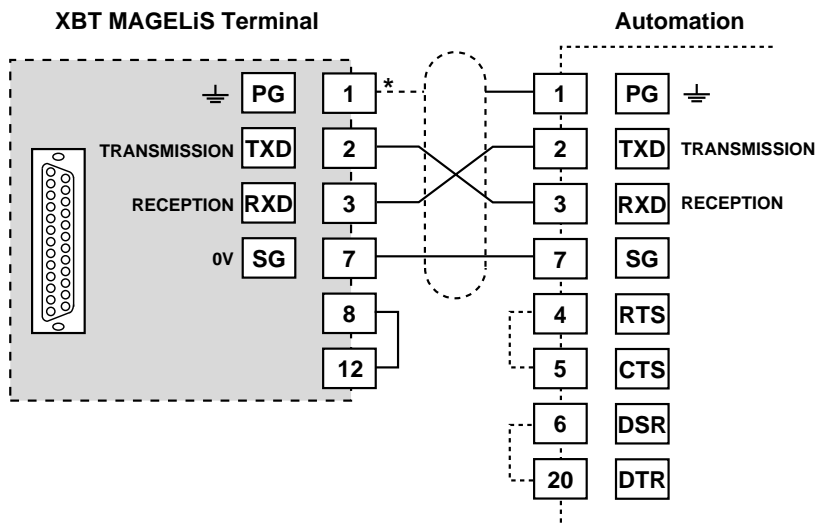 XBT MAGELiS Terminal
Automation
PG 1 * 1 PG
TRANSMISSION TXD 2 2 TXD TRANSMISSION
RECEPTION RXD 3 3 RXD RECEPTION
0V SG 7 7 SG
8 4 RTS
12 5 CTS
6 DSR
20 DTR